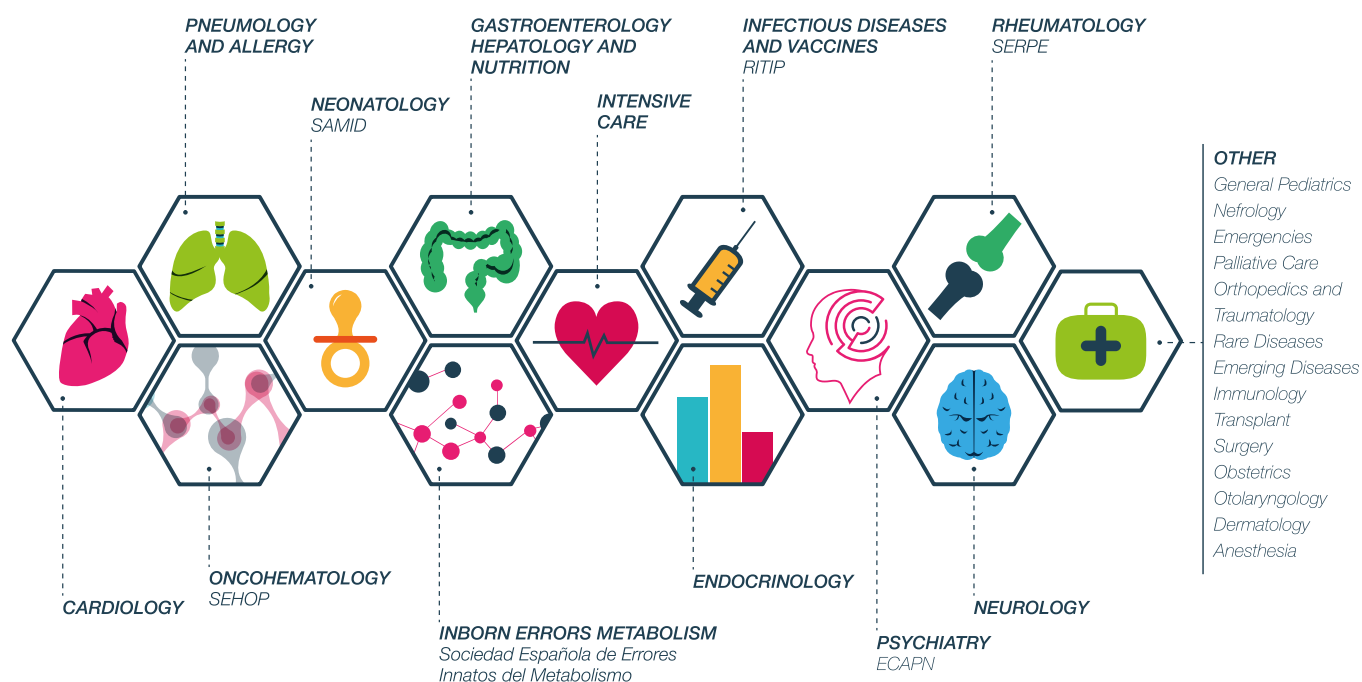 PNEUMOLOGY
AND ALLERGY
NEONATOLOGY
SAMID
GASTROENTEROLOGY
HEPATOLOGY AND
NUTRITION
INTENSIVE
CARE
INFECTIOUS DISEASES
AND VACCINES
RITIP
RHEUMATOLOGY
SERPE
OTHER
General Pediatrics
Nefrology
Emergencies
Palliative Care
Orthopedics and
Traumatology
Rare Diseases
Emerging Diseases
Immunology
Transplant
Surgery
Obstetrics
Otolaryngology
Dermatology
Anesthesia
CARDIOLOGY
ONCOHEMATOLOGY
SEHOP
INBORN ERRORS METABOLISM
Sociedad Española de Errores
Innatos del Metabolismo
ENDOCRINOLOGY
PSYCHIATRY
ECAPN
NEUROLOGY